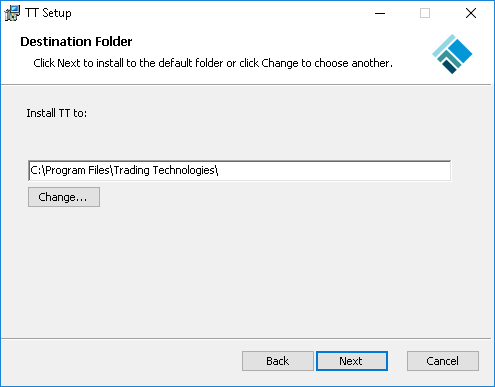 TT Setup
Destination Folder
Click Next to install to the default folder or click Change to choose another.
Install TT to:
C:\Program Files\Trading Technologies\
Change...
Back
Next
Cancel